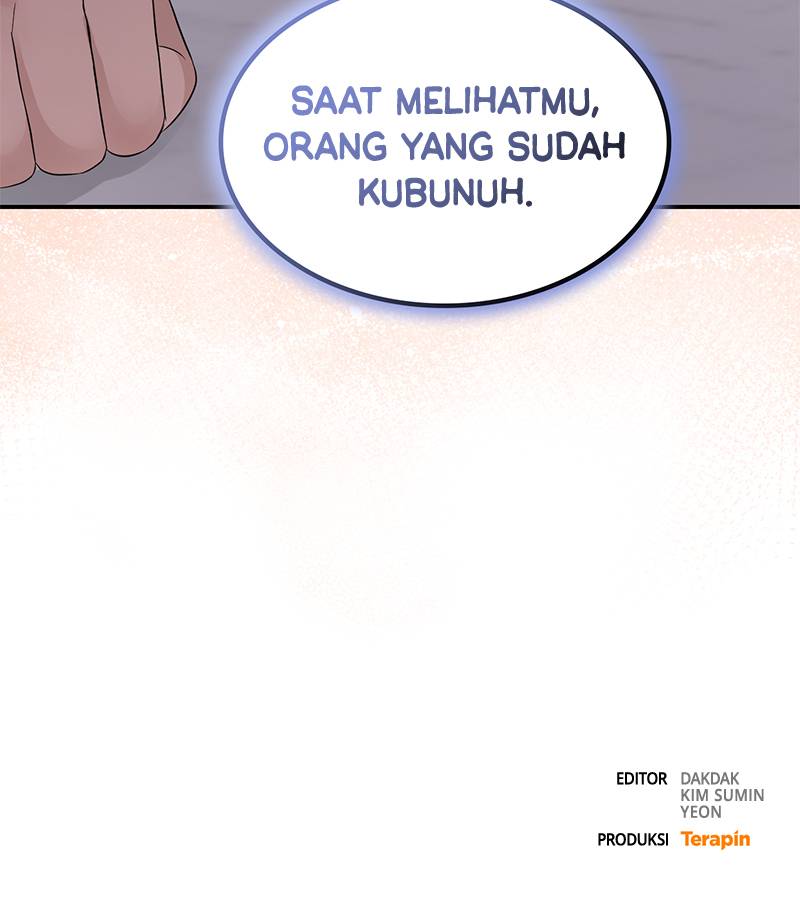 SAAT MELIHATMU,
ORANG YANG SUDAH
KUBUNUH.
EDITOR DAKDAK
KIM SUMIN
YEON
PRODUKSI Terapin